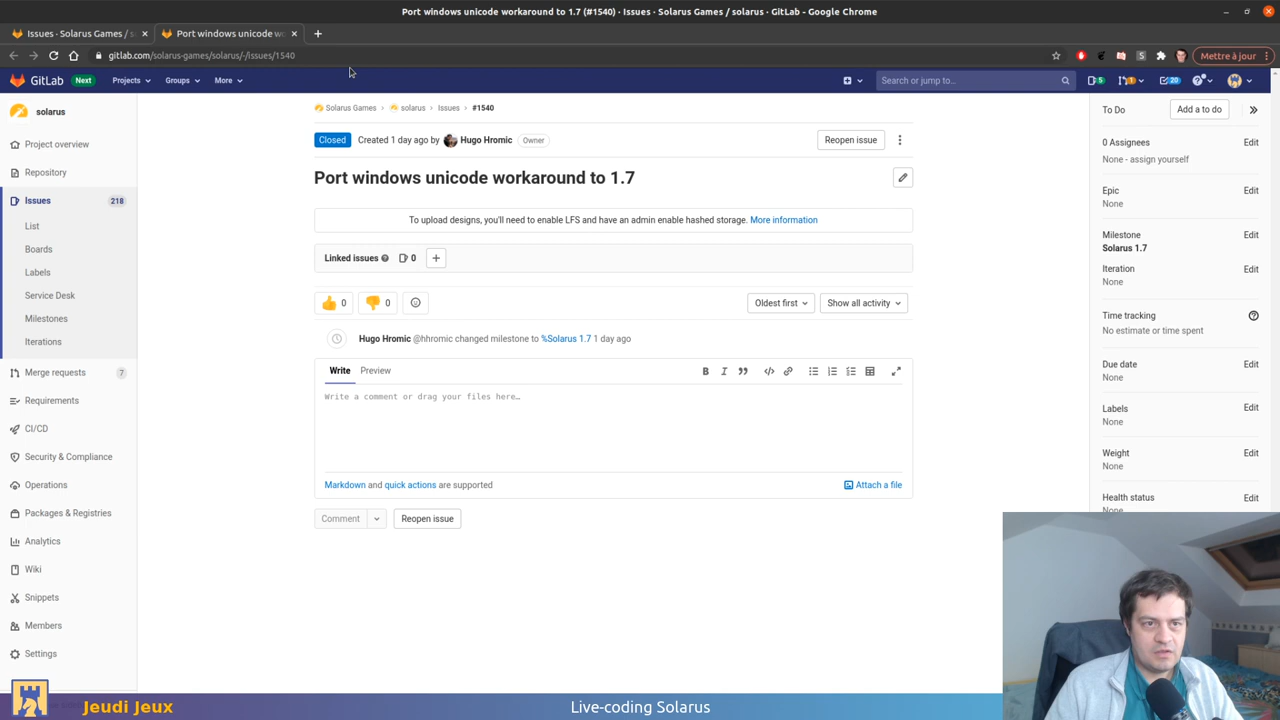 Port windows unicode workaround to 1.7 (#1540) · Issues · Solarus Games / solarus · GitLab - Google Chrome
Issues · Solarus Games / s
Port windows unicode wo
gitlab.com/solarus-games/solarus/-/issues/1540
Mettre à jour
GitLab Next Projects Groups More Search or jump to... 5 1 20
solarus
Project overview
Repository
Issues 218
List
Boards
Labels
Service Desk
Milestones
Iterations
Merge requests 7
Requirements
CI/CD
Security & Compliance
Operations
Packages & Registries
Analytics
Wiki
Snippets
Members
Settings
Solarus Games › solarus › Issues › #1540
Closed Created 1 day ago by Hugo Hromic Owner Reopen issue
Port windows unicode workaround to 1.7
To upload designs, you'll need to enable LFS and have an admin enable hashed storage. More information
Linked issues 0
👍 0 👎 0 Oldest first Show all activity
Hugo Hromic @hhromic changed milestone to %Solarus 1.7 1 day ago
Write Preview
Write a comment or drag your files here…
Markdown and quick actions are supported Attach a file
Comment Reopen issue
To Do Add a to do
0 Assignees Edit
None - assign yourself
Epic Edit
None
Milestone Edit
Solarus 1.7
Iteration Edit
None
Time tracking
No estimate or time spent
Due date Edit
None
Labels Edit
None
Weight Edit
None
Health status Edit
None
Jeudi Jeux
Live-coding Solarus